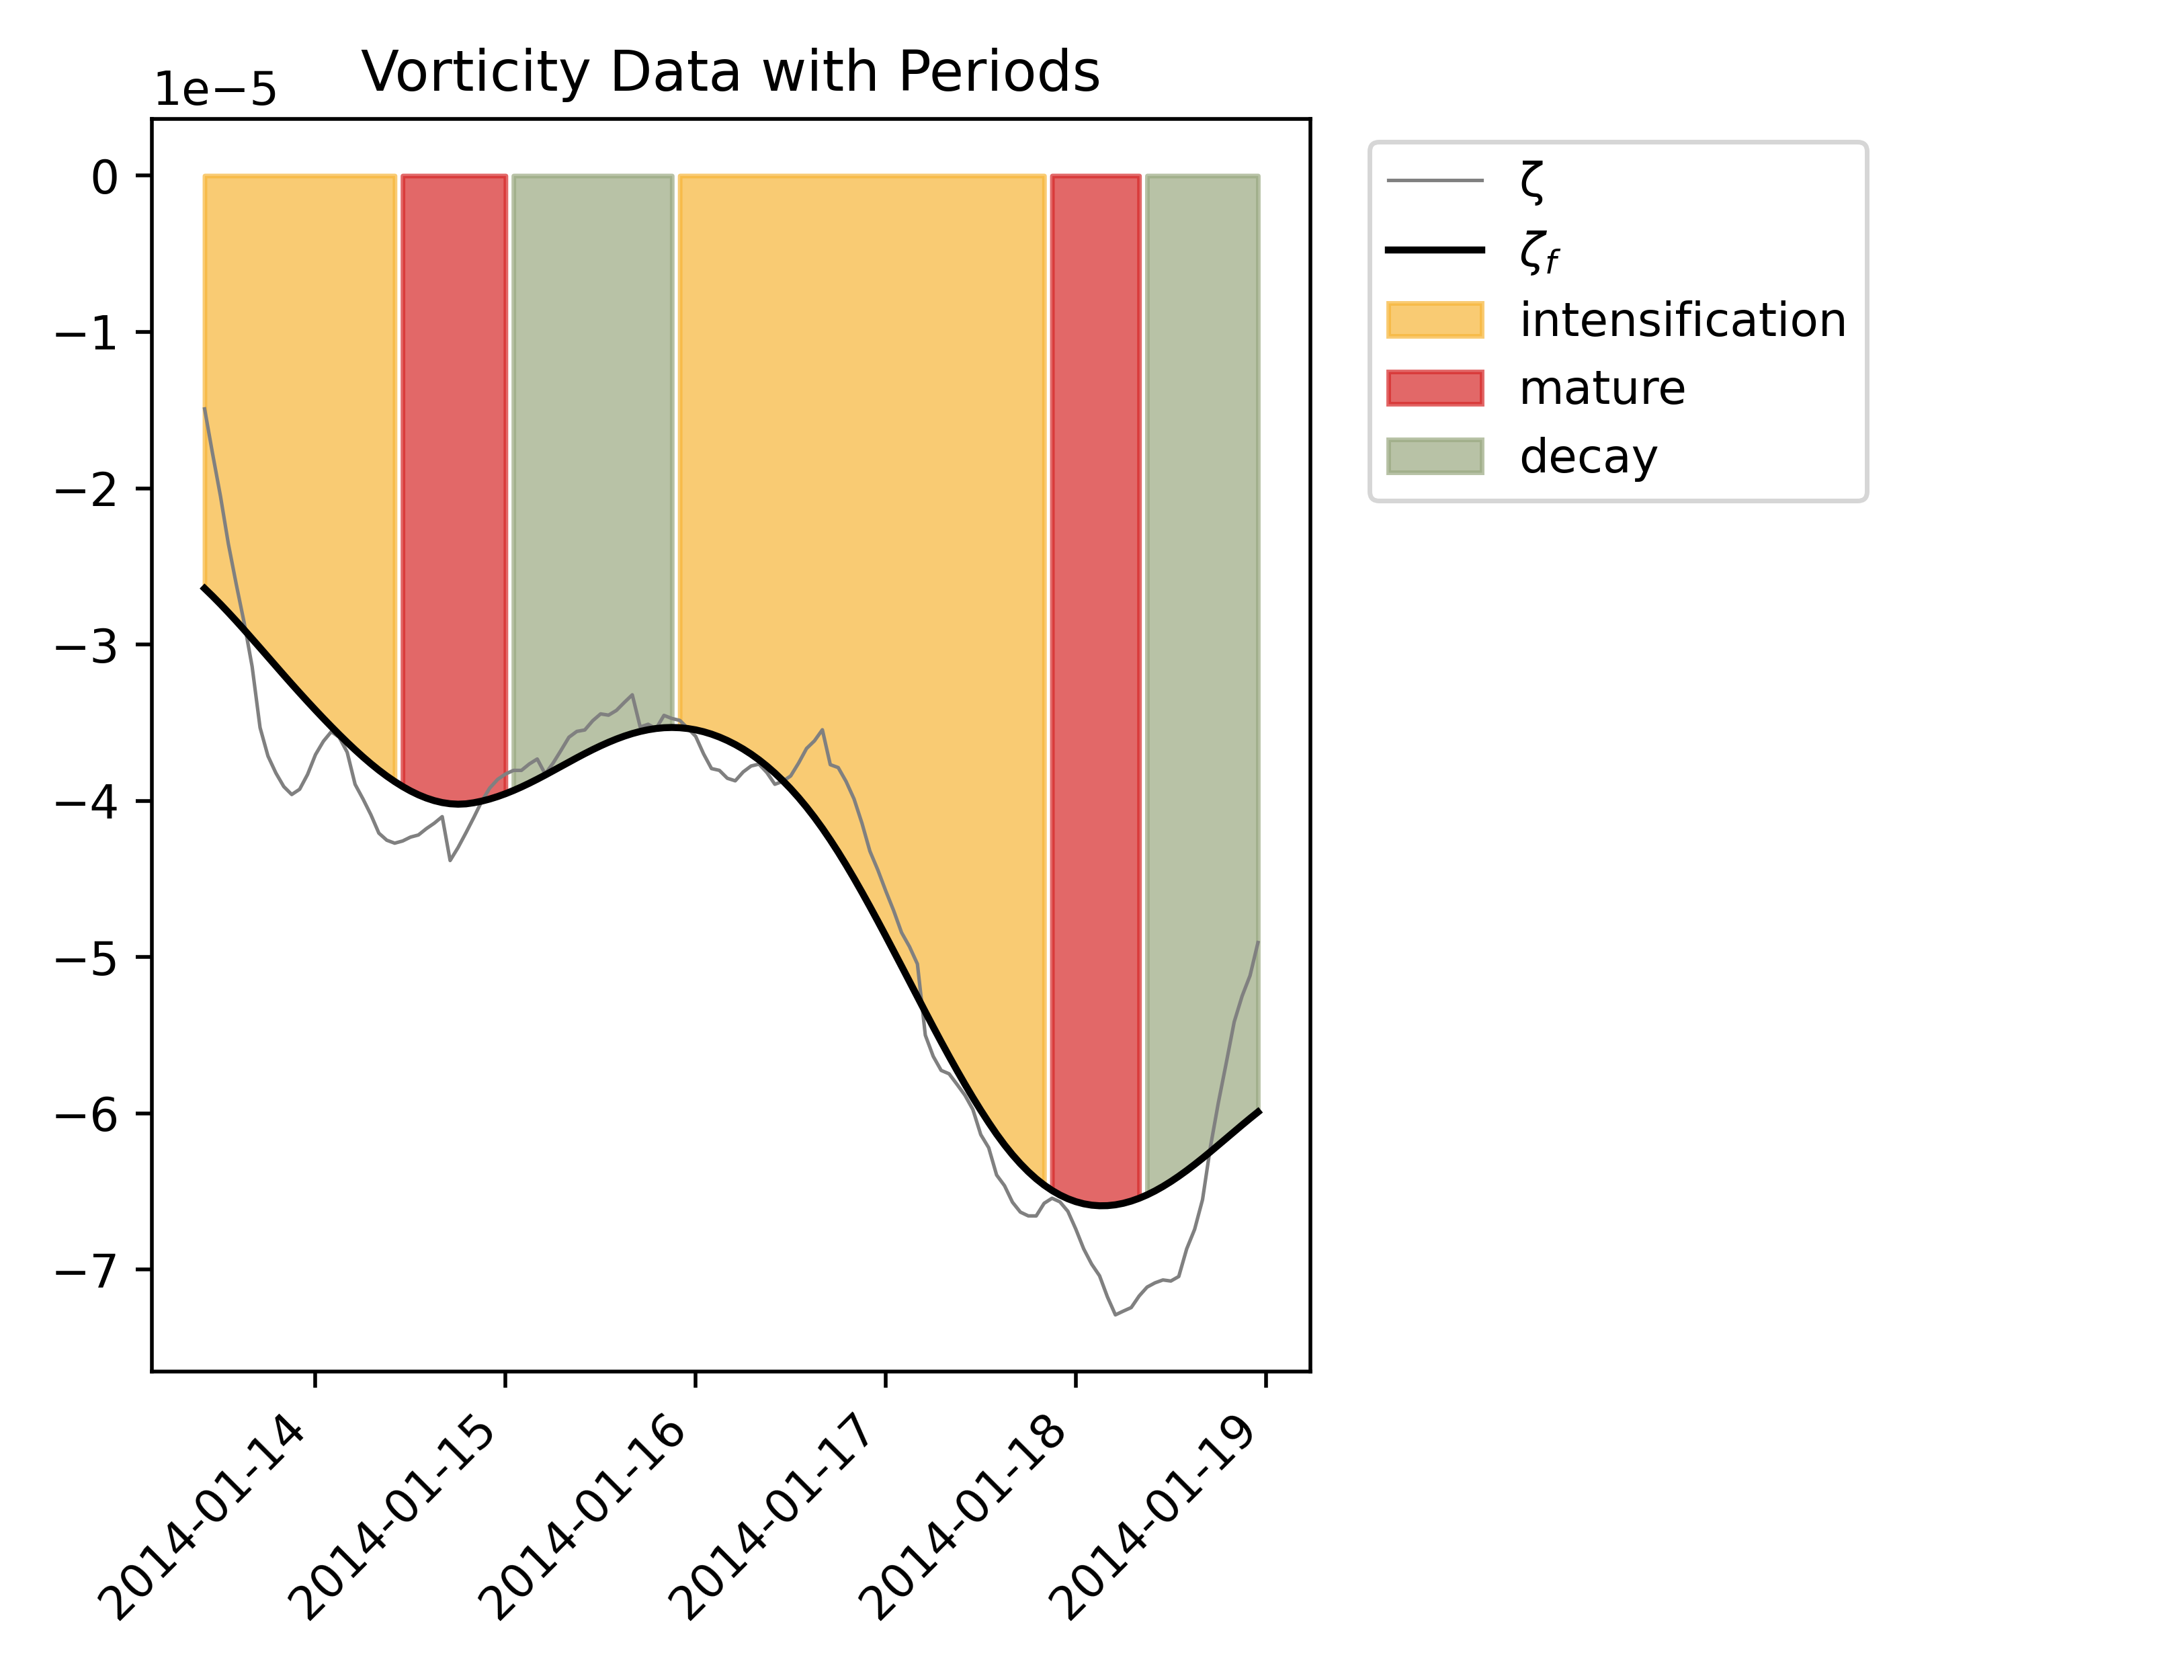 Vorticity Data with Periods
1e−5
0
−1
−2
−3
−4
−5
−6
−7
2014-01-14
2014-01-15
2014-01-16
2014-01-17
2014-01-18
2014-01-19
ζ
ζf
intensification
mature
decay